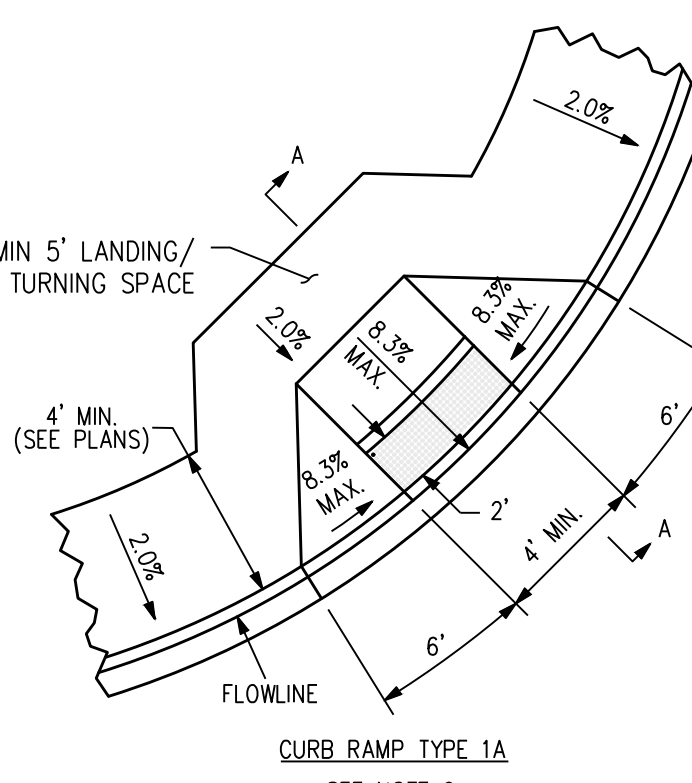 2.0%
A
MIN 5' LANDING/
TURNING SPACE
2.0%
8.3%
MAX.
8.3%
MAX.
4' MIN.
(SEE PLANS)
8.3%
MAX.
2.0%
6'
2'
4' MIN.
A
6'
FLOWLINE
CURB RAMP TYPE 1A